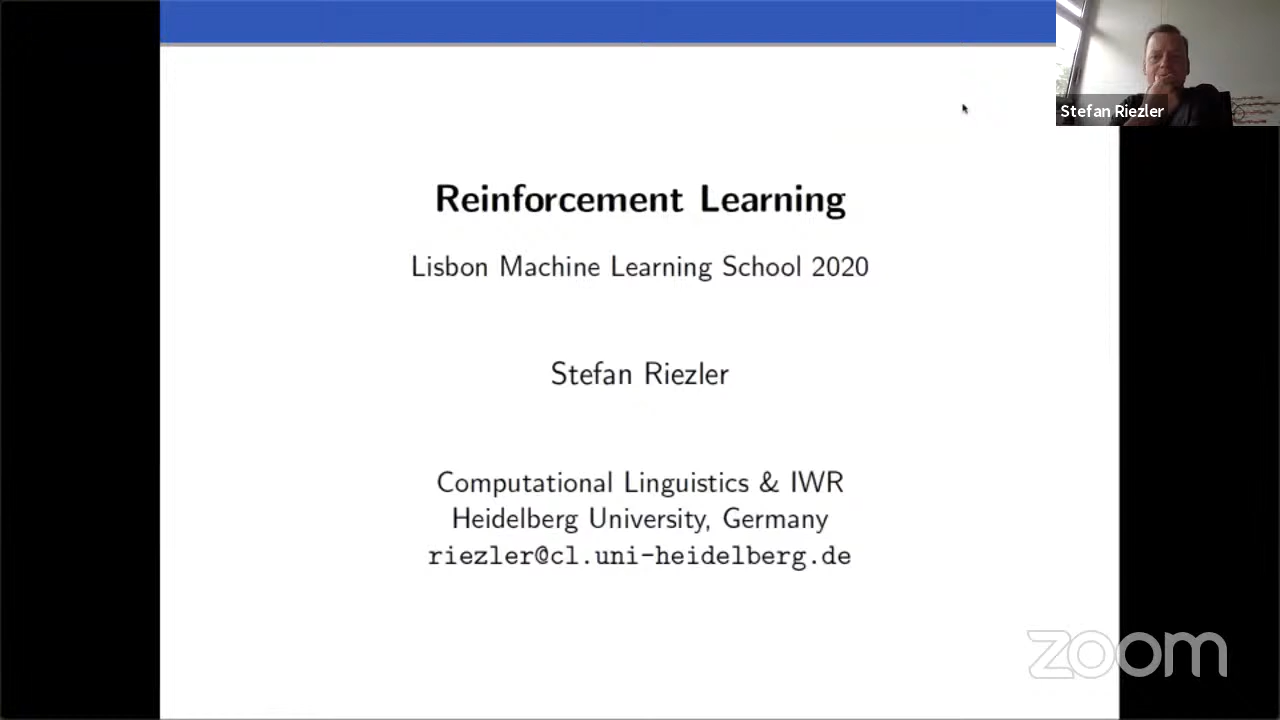 Stefan Riezler
Reinforcement Learning
Lisbon Machine Learning School 2020
Stefan Riezler
Computational Linguistics & IWR
Heidelberg University, Germany
riezler@cl.uni-heidelberg.de
zoom